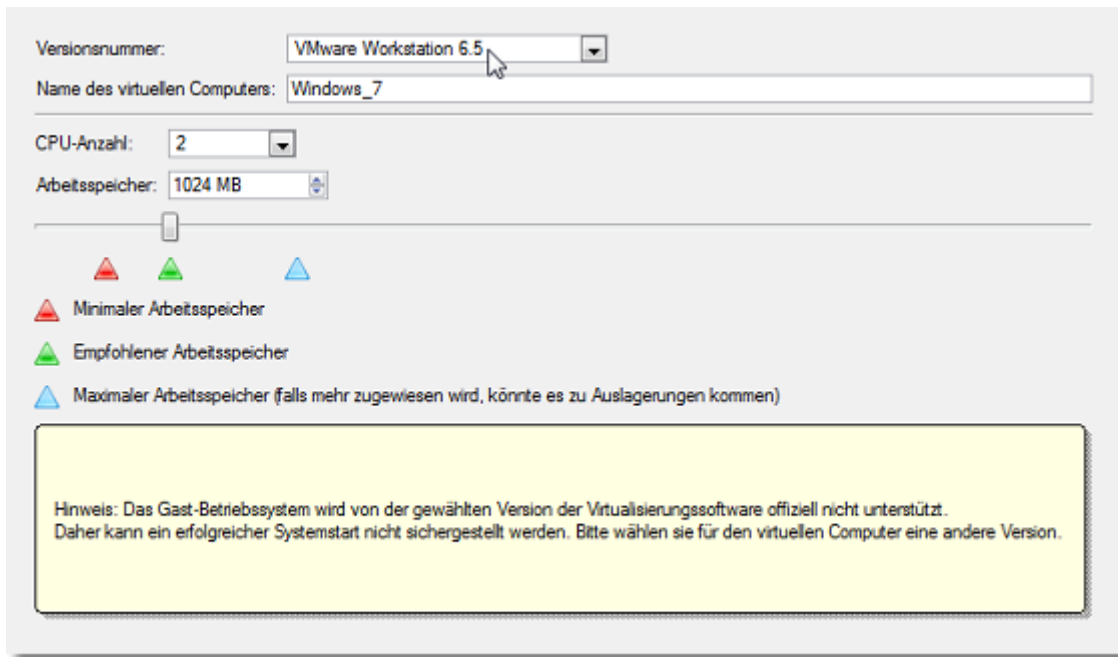 Versionsnummer: VMware Workstation 6.5
Name des virtuellen Computers: Windows_7
CPU-Anzahl: 2
Arbeitsspeicher: 1024 MB
Minimaler Arbeitsspeicher
Empfohlener Arbeitsspeicher
Maximaler Arbeitsspeicher (falls mehr zugewiesen wird, könnte es zu Auslagerungen kommen)
Hinweis: Das Gast-Betriebssystem wird von der gewählten Version der Virtualisierungssoftware offiziell nicht unterstützt.
Daher kann ein erfolgreicher Systemstart nicht sichergestellt werden. Bitte wählen sie für den virtuellen Computer eine andere Version.